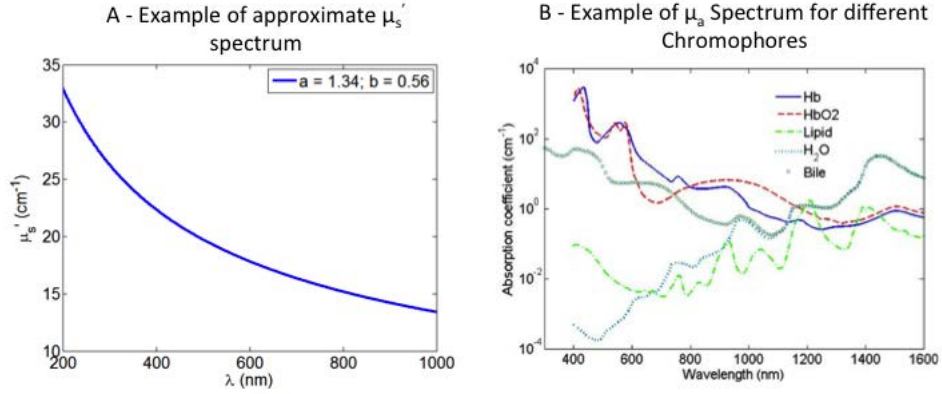 A - Example of approximate μs′
spectrum
35
30
25
20
15
10
μs' (cm-1)
a = 1.34; b = 0.56
200
400
600
800
1000
λ (nm)
B - Example of μa Spectrum for different
Chromophores
10^4
10^2
10^0
10^-2
10^-4
Absorption coefficient (cm-1)
Hb
HbO2
Lipid
H2O
Bile
400
600
800
1000
1200
1400
1600
Wavelength (nm)